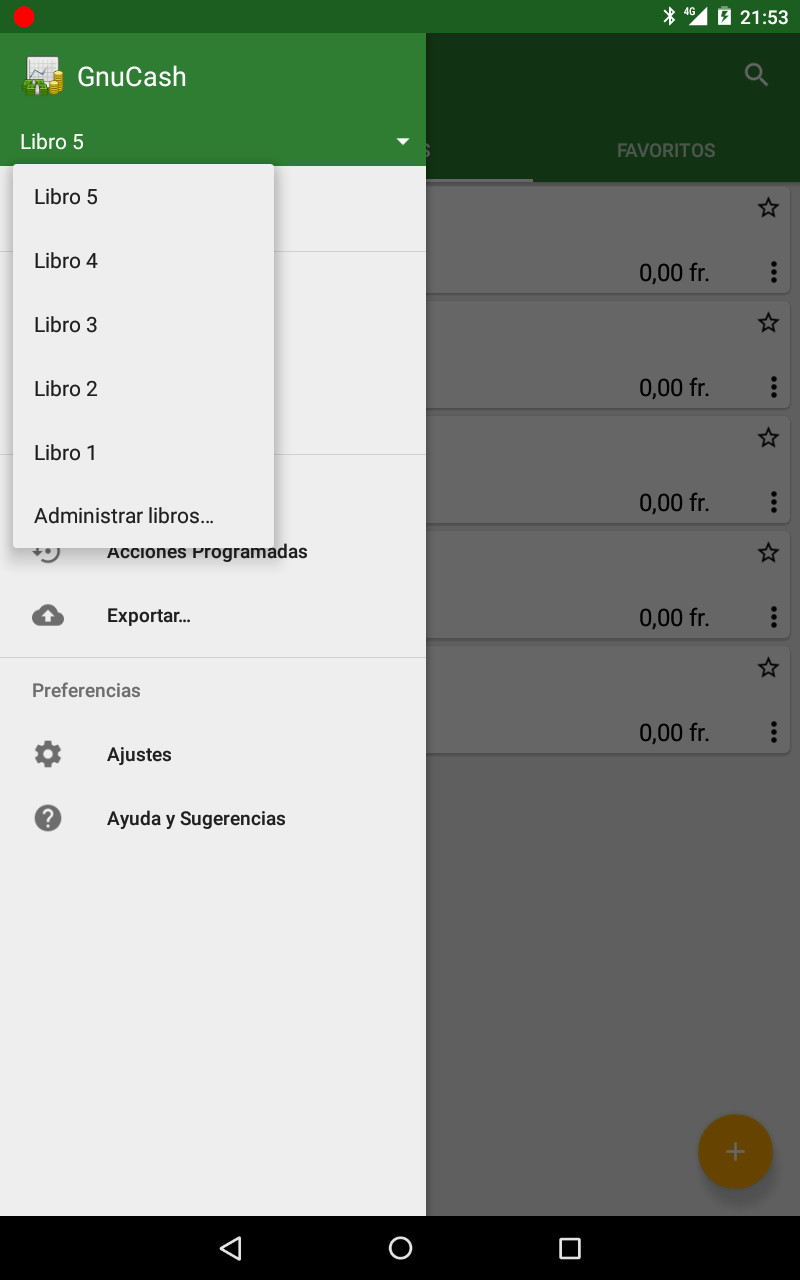 4G 21:53
GnuCash
Libro 5
S FAVORITOS
Libro 5
Libro 4
Libro 3
Libro 2
Libro 1
Administrar libros...
0,00 fr.
0,00 fr.
0,00 fr.
0,00 fr.
0,00 fr.
Acciones Programadas
Exportar...
Preferencias
Ajustes
Ayuda y Sugerencias